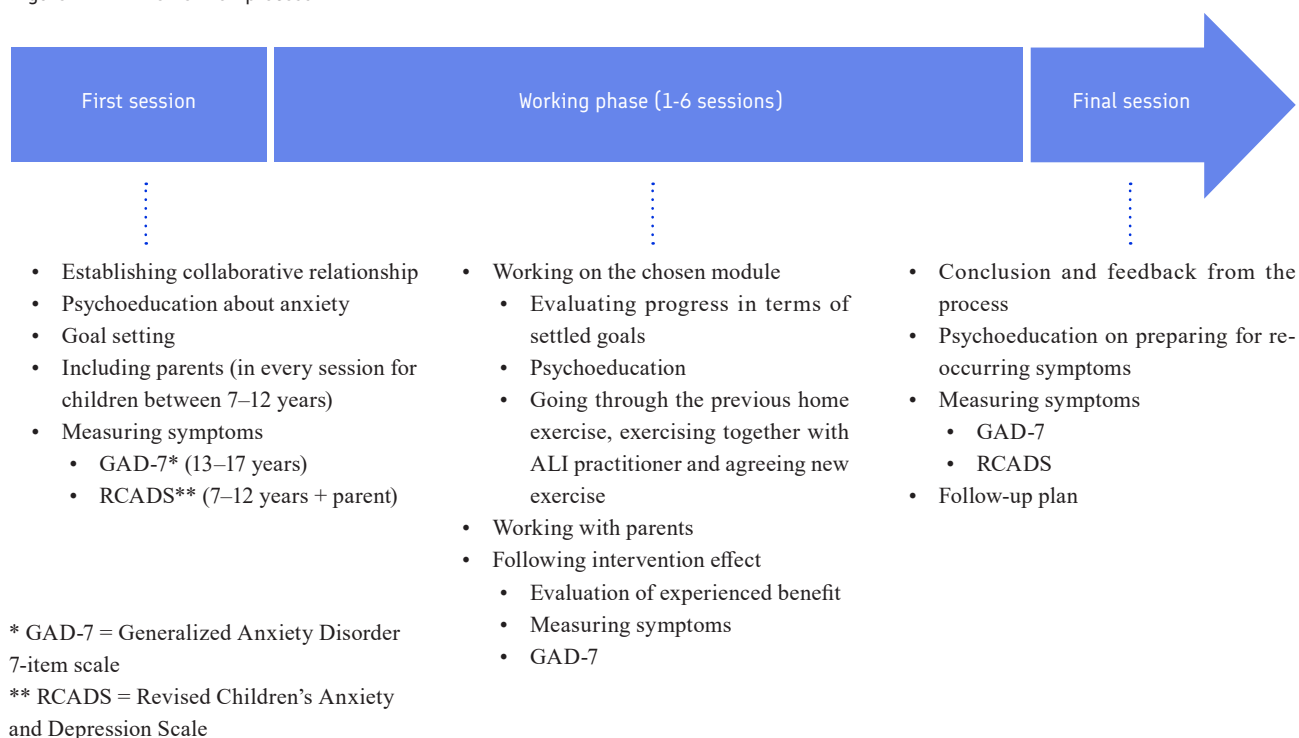 First session
Working phase (1-6 sessions)
Final session
• Establishing collaborative relationship
• Psychoeducation about anxiety
• Goal setting
• Including parents (in every session for
children between 7–12 years)
• Measuring symptoms
• GAD-7* (13–17 years)
• RCADS** (7–12 years + parent)
• Working on the chosen module
• Evaluating progress in terms of
settled goals
• Psychoeducation
• Going through the previous home
exercise, exercising together with
ALI practitioner and agreeing new
exercise
• Working with parents
• Following intervention effect
• Evaluation of experienced benefit
• Measuring symptoms
• GAD-7
• Conclusion and feedback from the
process
• Psychoeducation on preparing for re-
occurring symptoms
• Measuring symptoms
• GAD-7
• RCADS
• Follow-up plan
* GAD-7 = Generalized Anxiety Disorder
7-item scale
** RCADS = Revised Children’s Anxiety
and Depression Scale